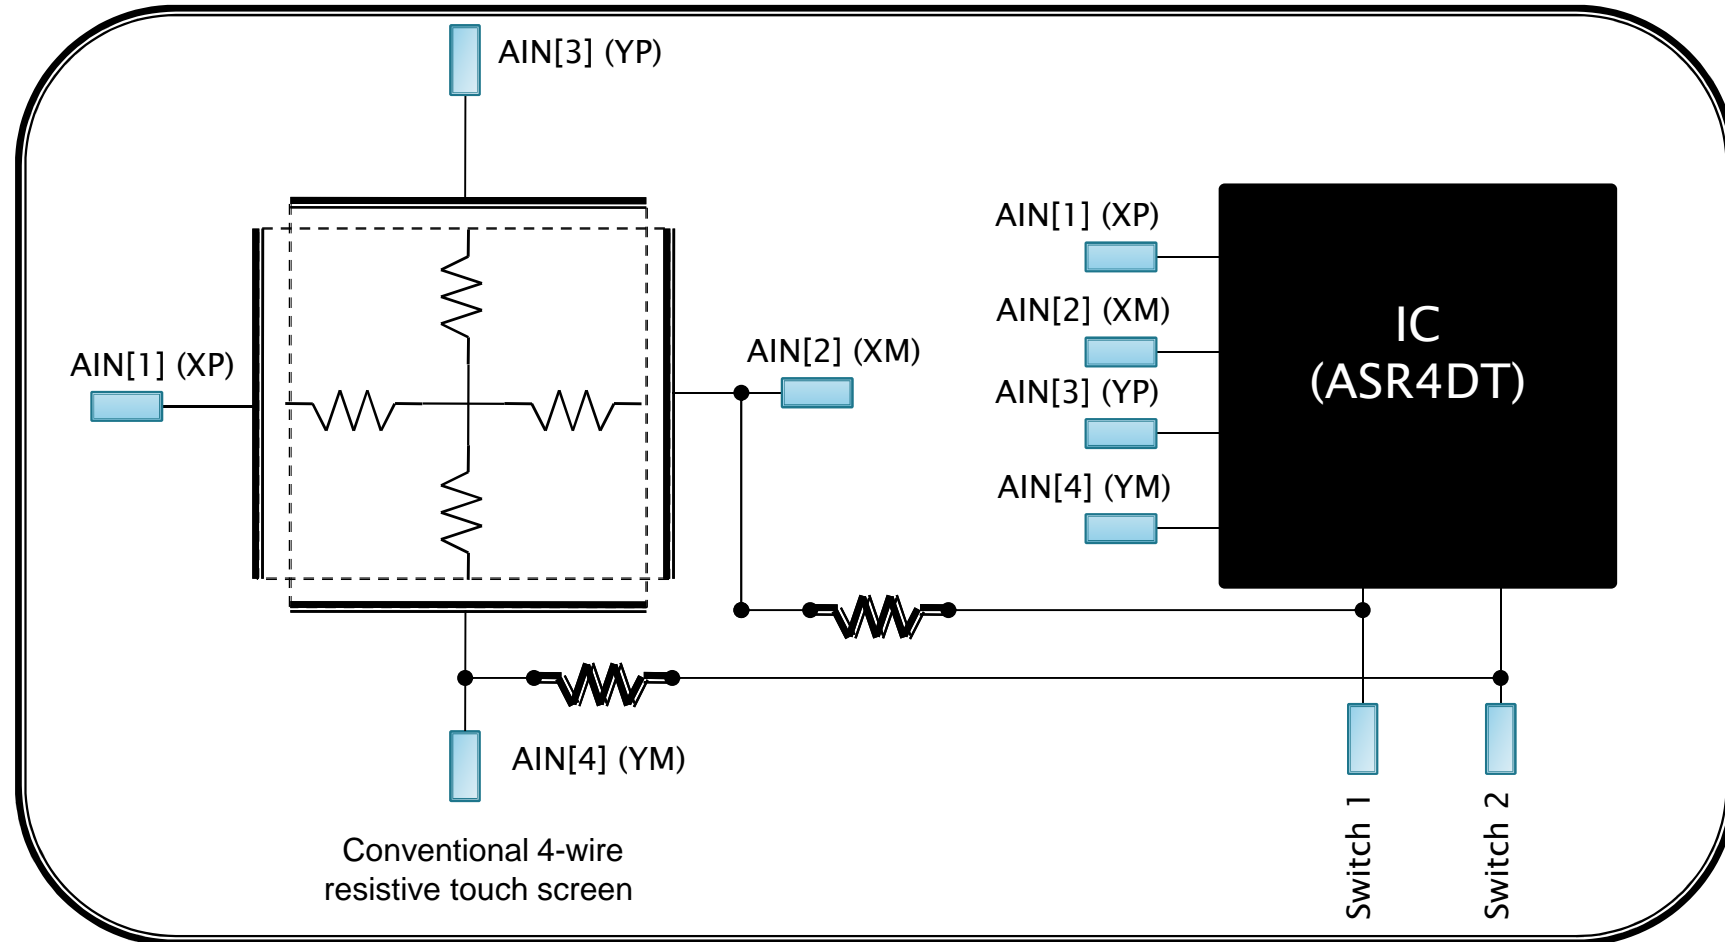 AIN[3] (YP)
AIN[1] (XP)
AIN[2] (XM)
AIN[4] (YM)
Conventional 4-wire
resistive touch screen
AIN[1] (XP)
AIN[2] (XM)
AIN[3] (YP)
AIN[4] (YM)
IC
(ASR4DT)
Switch 1
Switch 2